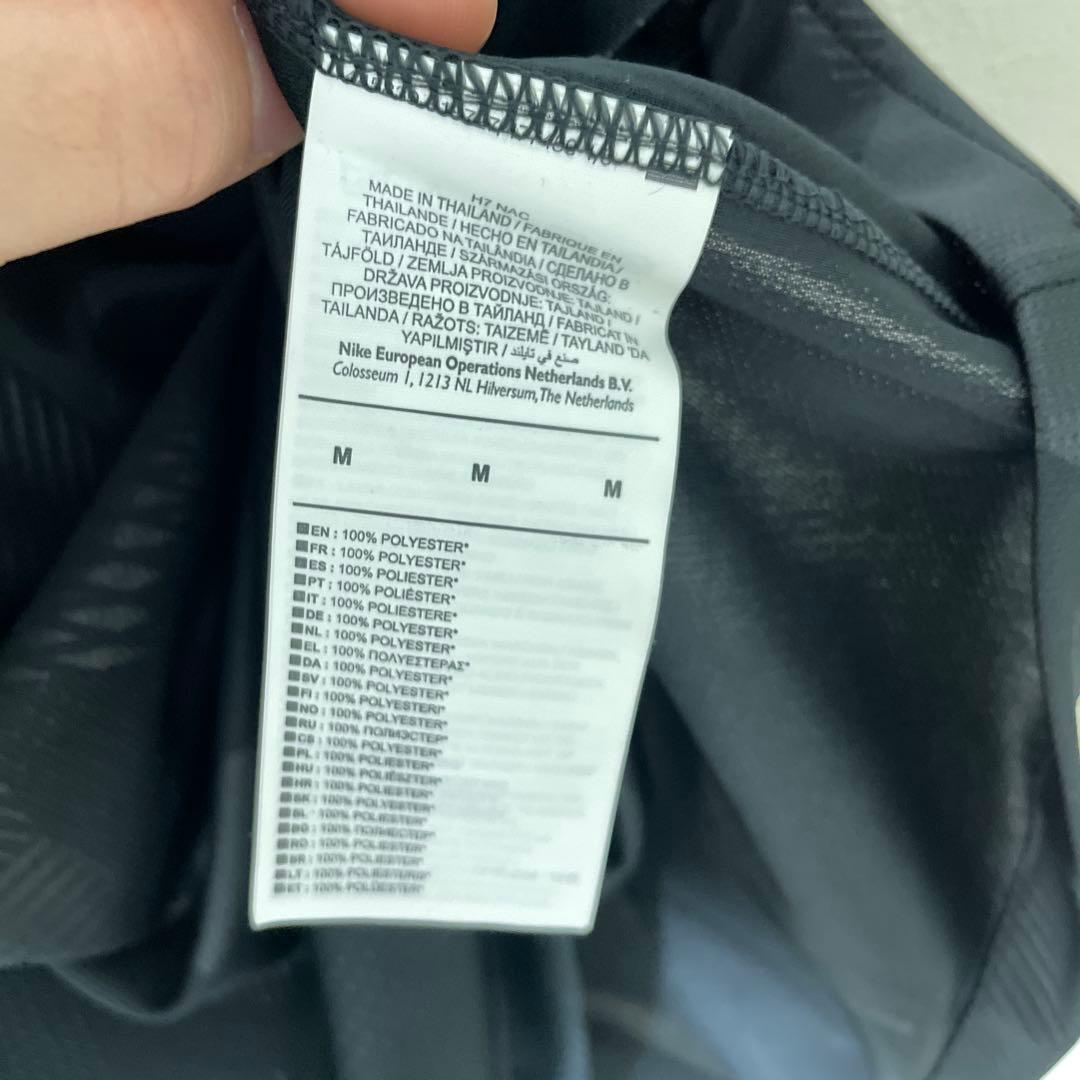 H7 NAC
MADE IN THAILAND / FABRIQUE EN
THAILANDE / HECHO EN TAILANDIA/
FABRICADO NA TAILÂNDIA / СДЕЛАНО В
ТАИЛАНДЕ / SZÁRMAZÁSI ORSZÁG:
TÁJFÖLD / ZEMLJA PROIZVODNJE: TAJLAND /
DRŽAVA PROIZVODNJE: TAJLAND /
ПРОИЗВЕДЕНО В ТАЙЛАНД / FABRICAT IN
TAILANDA / RAŽOTS: TAIZEMĒ / TAYLAND 'DA
YAPILMIŞTIR / صنع في تايلند
Nike European Operations Netherlands B.V.
Colosseum 1, 1213 NL Hilversum, The Netherlands
M M M
EN : 100% POLYESTER*
FR : 100% POLYESTER*
ES : 100% POLIESTER*
PT : 100% POLIÉSTER*
IT : 100% POLIESTERE*
DE : 100% POLYESTER*
NL : 100% POLYESTER*
EL : 100% ΠΟΛΥΕΣΤΕΡΑΣ*
DA : 100% POLYESTER*
SV : 100% POLYESTER*
FI : 100% POLYESTERI*
NO : 100% POLYESTER*
RU : 100% ПОЛИЭСТЕР*
CS : 100% POLYESTER*
PL : 100% POLIESTER*
HU : 100% POLIÉSZTER*
HR : 100% POLIESTER*
SK : 100% POLYESTER*
SL : 100% POLIESTER*
BG : 100% ПОЛИЕСТЕР*
RO : 100% POLIESTER*
SR : 100% POLIESTER*
LT : 100% POLIESTERIS*
ET : 100% POLÜESTER*